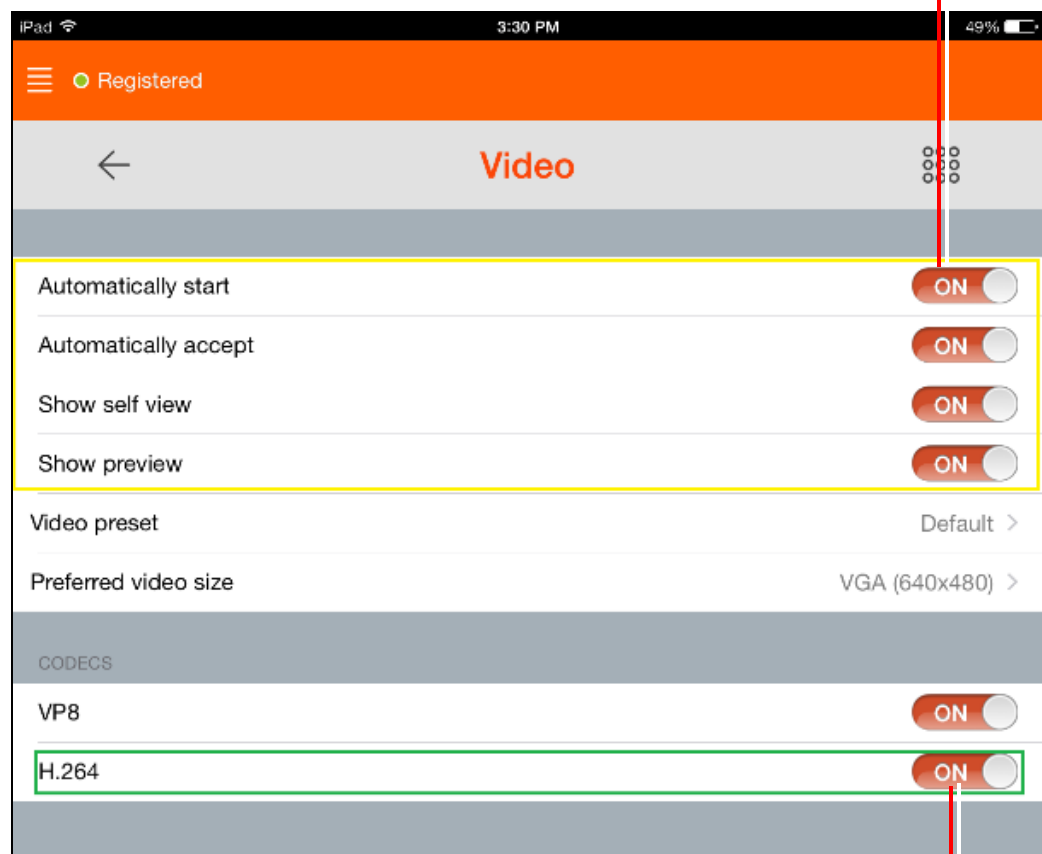 iPad 3:30 PM 49%
Registered
Video
Automatically start ON
Automatically accept ON
Show self view ON
Show preview ON
Video preset Default >
Preferred video size VGA (640x480) >
CODECS
VP8 ON
H.264 ON